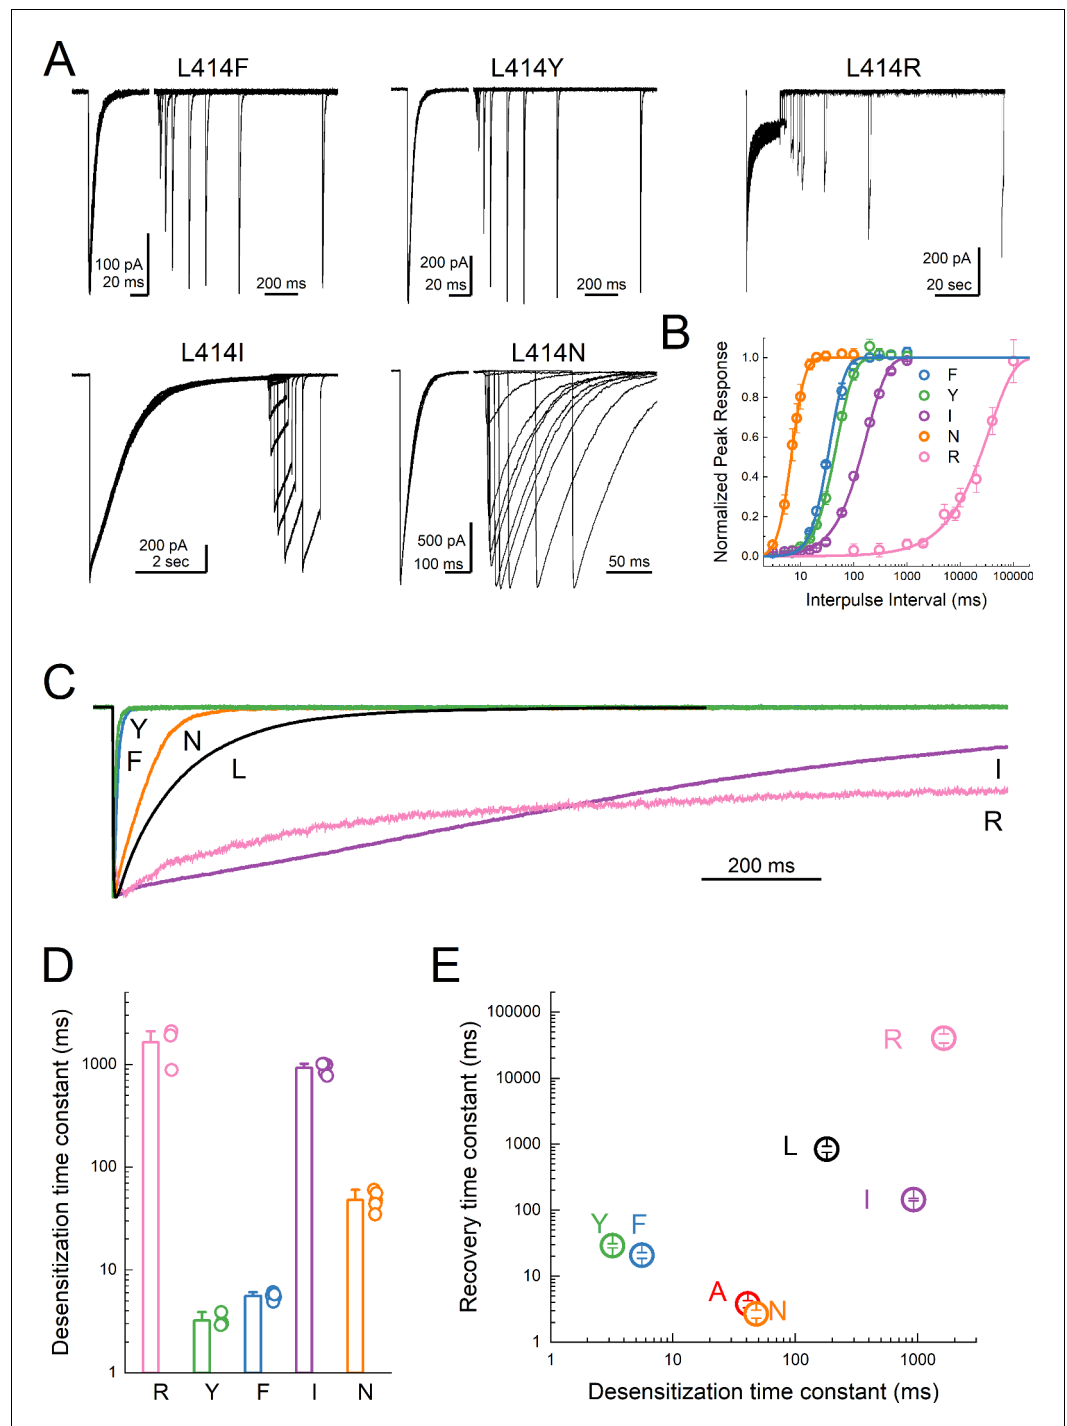 A
L414F
L414Y
L414R
100 pA
20 ms
200 ms
200 pA
20 ms
200 ms
200 pA
20 sec
L414I
L414N
200 pA
2 sec
500 pA
100 ms
50 ms
B
Normalized Peak Response
1.0
0.8
0.6
0.4
0.2
0.0
F
Y
I
N
R
10
100
1000
10000
100000
Interpulse Interval (ms)
C
Y
F
N
L
I
R
200 ms
D
Desensitization time constant (ms)
1000
100
10
1
R
Y
F
I
N
E
Recovery time constant (ms)
100000
10000
1000
100
10
1
R
L
I
Y
F
A
N
1
10
100
1000
Desensitization time constant (ms)